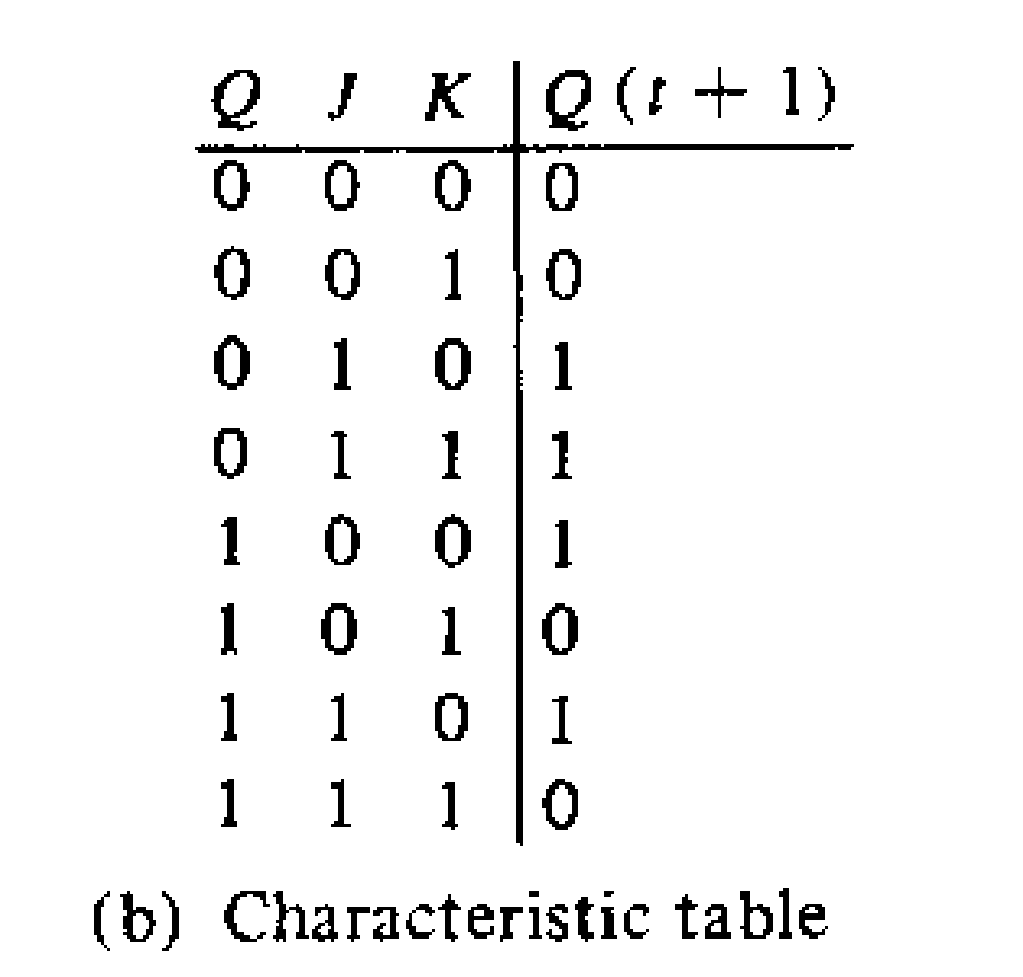 Q J K Q(t + 1)
0 0 0 0
0 0 1 0
0 1 0 1
0 1 1 1
1 0 0 1
1 0 1 0
1 1 0 1
1 1 1 0
(b) Characteristic table